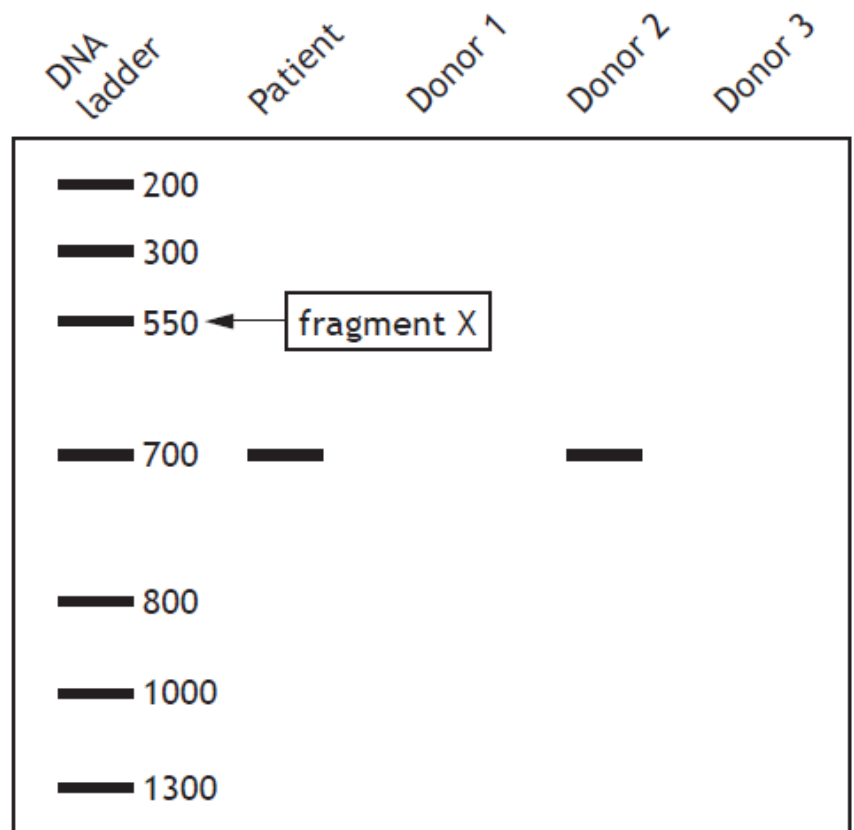 DNA
ladder
Patient
Donor 1
Donor 2
Donor 3
200
300
550
fragment X
700
800
1000
1300